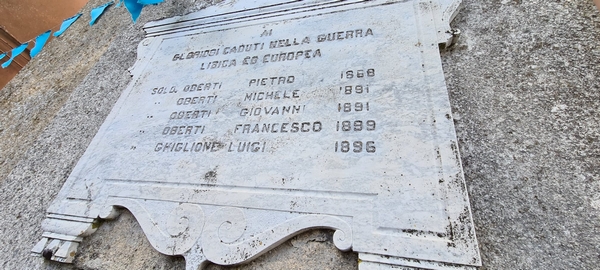 AI
GLORIOSI CADUTI NELLA GUERRA
LIBICA ED EUROPEA
SOLD. OBERTI PIETRO 1888
" OBERTI MICHELE 1891
" OBERTI GIOVANNI 1891
" OBERTI FRANCESCO 1899
" GHIGLIONE LUIGI 1896